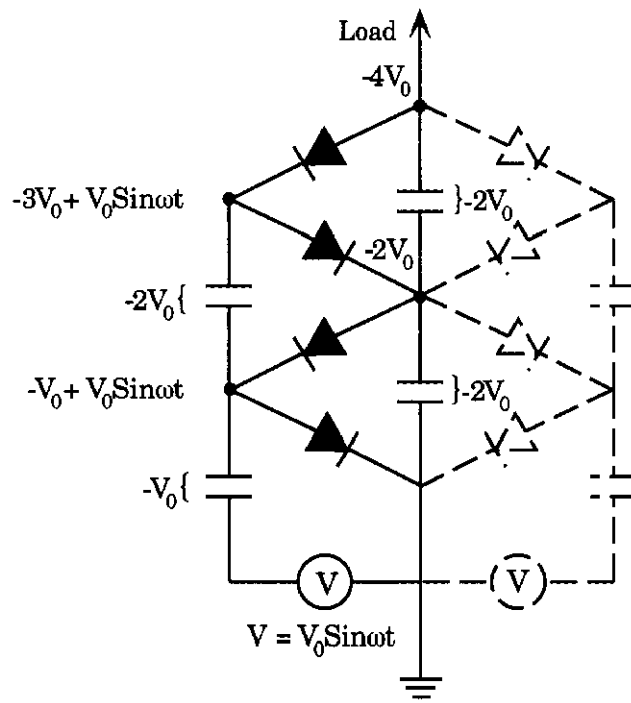 Load
-4V₀
-3V₀ + V₀Sinωt
}-2V₀
-2V₀
-2V₀{
-V₀ + V₀Sinωt
}-2V₀
-V₀{
V
V
V = V₀Sinωt